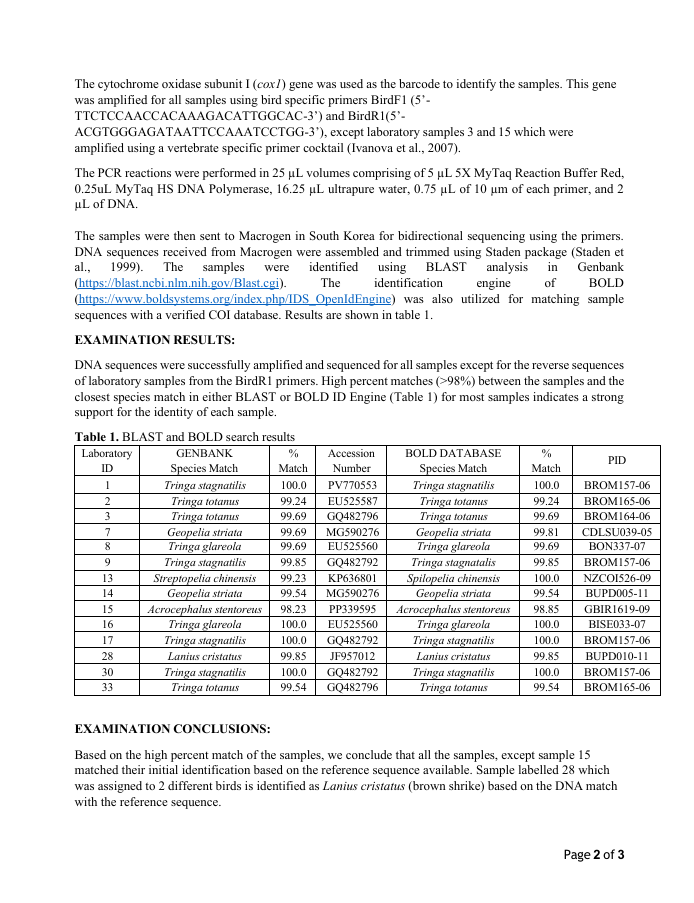 The cytochrome oxidase subunit I (cox1) gene was used as the barcode to identify the samples. This gene
was amplified for all samples using bird specific primers BirdF1 (5’-
TTCTCCAACCACAAAGACATTGGCAC-3’) and BirdR1(5’-
ACGTGGGAGATAATTCCAAATCCTGG-3’), except laboratory samples 3 and 15 which were
amplified using a vertebrate specific primer cocktail (Ivanova et al., 2007).
The PCR reactions were performed in 25 µL volumes comprising of 5 µL 5X MyTaq Reaction Buffer Red,
0.25uL MyTaq HS DNA Polymerase, 16.25 µL ultrapure water, 0.75 µL of 10 µm of each primer, and 2
µL of DNA.
The samples were then sent to Macrogen in South Korea for bidirectional sequencing using the primers.
DNA sequences received from Macrogen were assembled and trimmed using Staden package (Staden et
al., 1999). The samples were identified using BLAST analysis in Genbank
(https://blast.ncbi.nlm.nih.gov/Blast.cgi). The identification engine of BOLD
(https://www.boldsystems.org/index.php/IDS_OpenIdEngine) was also utilized for matching sample
sequences with a verified COI database. Results are shown in table 1.
EXAMINATION RESULTS:
DNA sequences were successfully amplified and sequenced for all samples except for the reverse sequences
of laboratory samples from the BirdR1 primers. High percent matches (>98%) between the samples and the
closest species match in either BLAST or BOLD ID Engine (Table 1) for most samples indicates a strong
support for the identity of each sample.
Table 1. BLAST and BOLD search results
Laboratory GENBANK % Accession BOLD DATABASE % PID
ID Species Match Match Number Species Match Match
1 Tringa stagnatilis 100.0 PV770553 Tringa stagnatilis 100.0 BROM157-06
2 Tringa totanus 99.24 EU525587 Tringa totanus 99.24 BROM165-06
3 Tringa totanus 99.69 GQ482796 Tringa totanus 99.69 BROM164-06
7 Geopelia striata 99.69 MG590276 Geopelia striata 99.81 CDLSU039-05
8 Tringa glareola 99.69 EU525560 Tringa glareola 99.69 BON337-07
9 Tringa stagnatilis 99.85 GQ482792 Tringa stagnatalis 99.85 BROM157-06
13 Streptopelia chinensis 99.23 KP636801 Spilopelia chinensis 100.0 NZCOI526-09
14 Geopelia striata 99.54 MG590276 Geopelia striata 99.54 BUPD005-11
15 Acrocephalus stentoreus 98.23 PP339595 Acrocephalus stentoreus 98.85 GBIR1619-09
16 Tringa glareola 100.0 EU525560 Tringa glareola 100.0 BISE033-07
17 Tringa stagnatilis 100.0 GQ482792 Tringa stagnatilis 100.0 BROM157-06
28 Lanius cristatus 99.85 JF957012 Lanius cristatus 99.85 BUPD010-11
30 Tringa stagnatilis 100.0 GQ482792 Tringa stagnatilis 100.0 BROM157-06
33 Tringa totanus 99.54 GQ482796 Tringa totanus 99.54 BROM165-06
EXAMINATION CONCLUSIONS:
Based on the high percent match of the samples, we conclude that all the samples, except sample 15
matched their initial identification based on the reference sequence available. Sample labelled 28 which
was assigned to 2 different birds is identified as Lanius cristatus (brown shrike) based on the DNA match
with the reference sequence.
Page 2 of 3